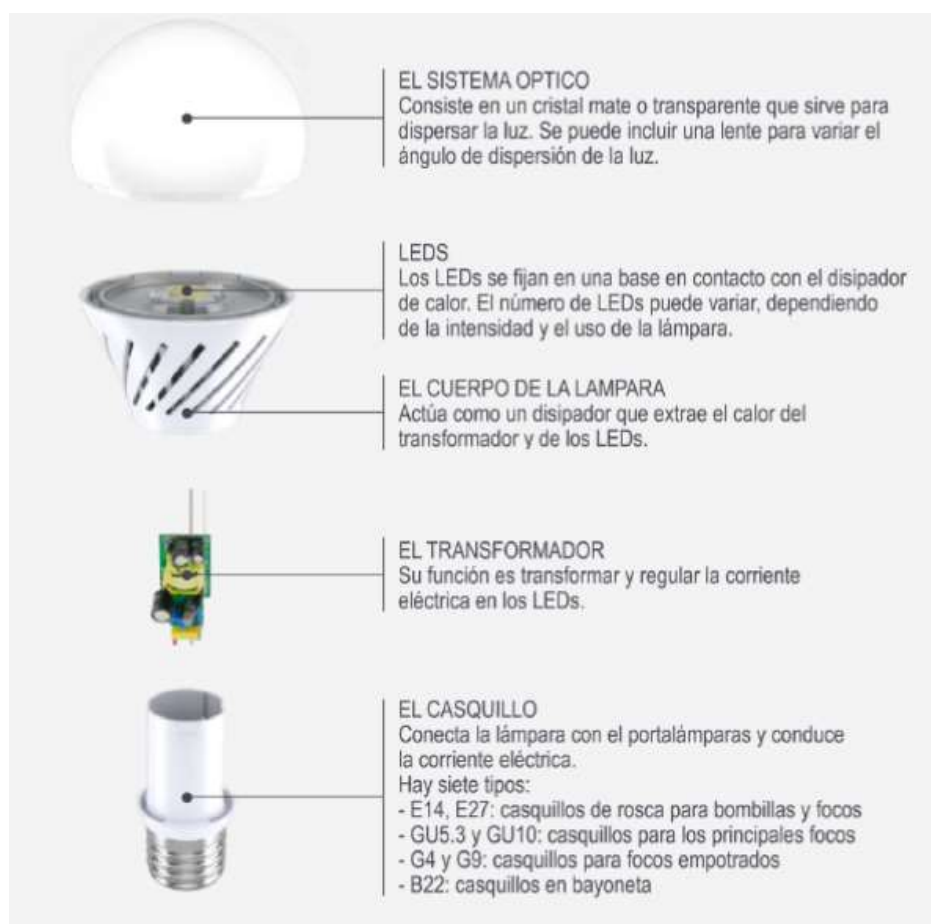 EL SISTEMA OPTICO
Consiste en un cristal mate o transparente que sirve para
dispersar la luz. Se puede incluir una lente para variar el
ángulo de dispersión de la luz.
LEDS
Los LEDs se fijan en una base en contacto con el disipador
de calor. El número de LEDs puede variar, dependiendo
de la intensidad y el uso de la lámpara.
EL CUERPO DE LA LAMPARA
Actúa como un disipador que extrae el calor del
transformador y de los LEDs.
EL TRANSFORMADOR
Su función es transformar y regular la corriente
eléctrica en los LEDs.
EL CASQUILLO
Conecta la lámpara con el portalámparas y conduce
la corriente eléctrica.
Hay siete tipos:
- E14, E27: casquillos de rosca para bombillas y focos
- GU5.3 y GU10: casquillos para los principales focos
- G4 y G9: casquillos para focos empotrados
- B22: casquillos en bayoneta